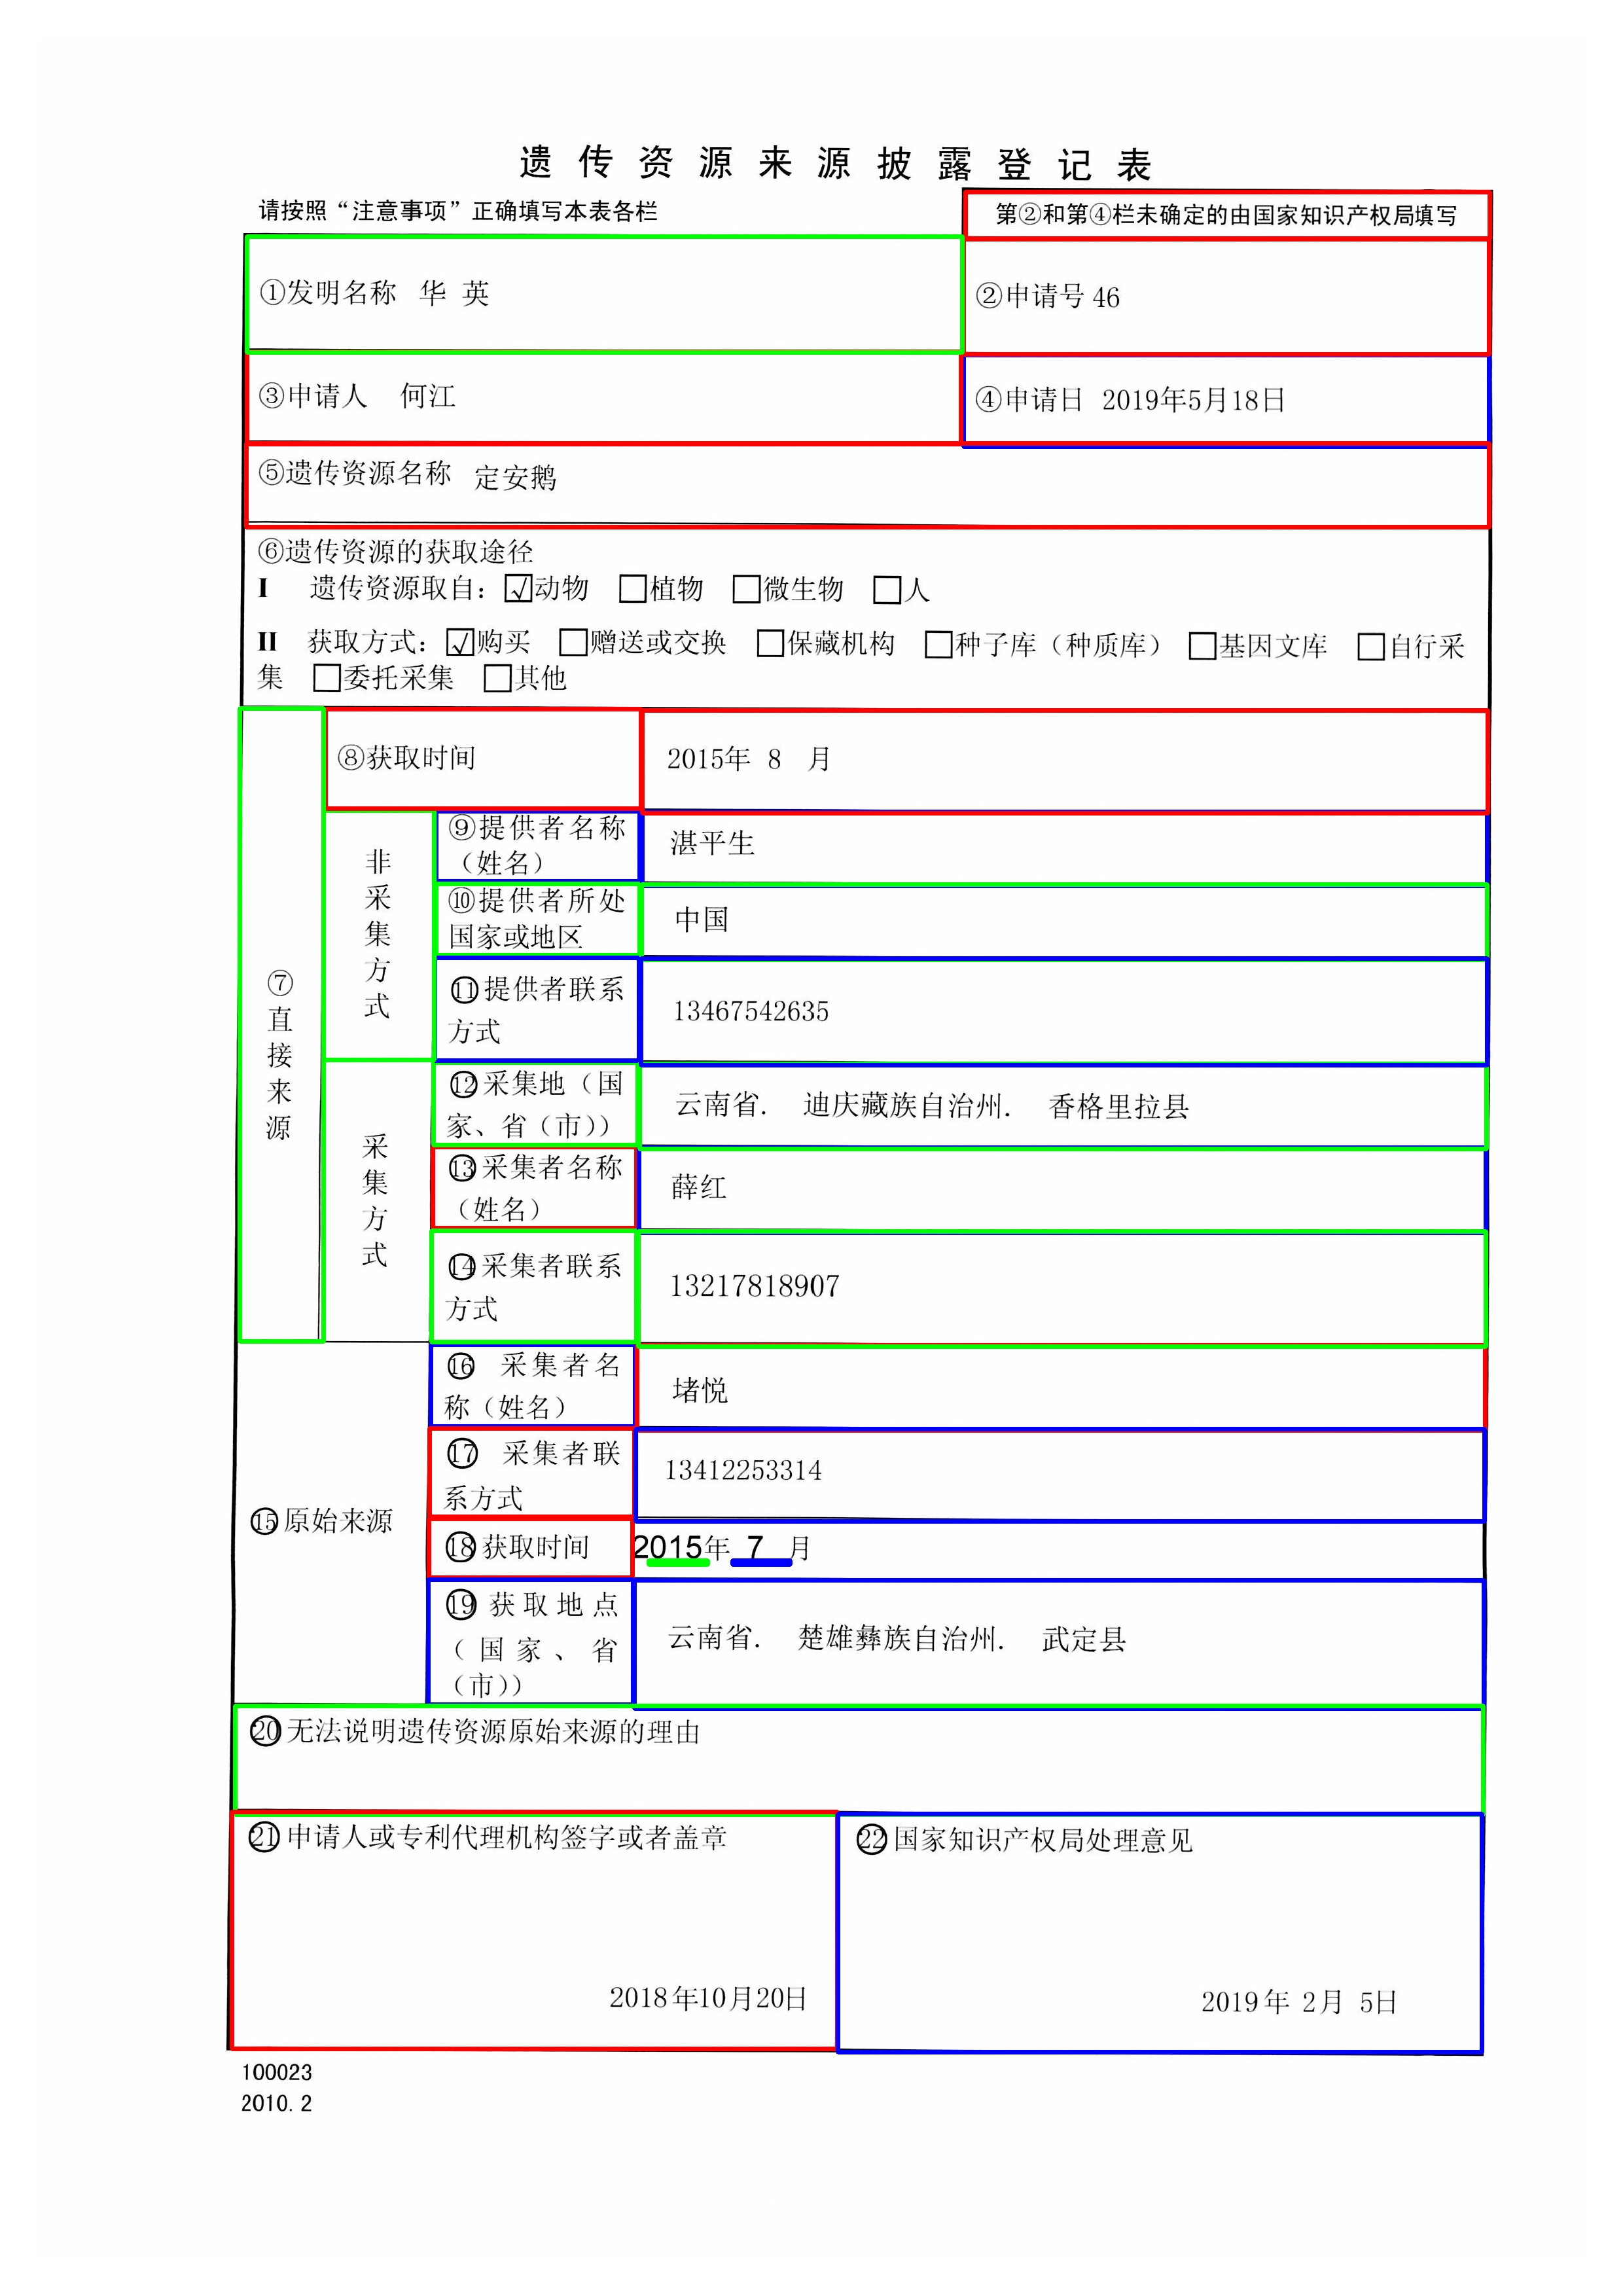 遗传资源来源披露登记表
请按照“注意事项”正确填写本表各栏
第②和第④栏未确定的由国家知识产权局填写
①发明名称 华 英
②申请号 46
③申请人 何江
④申请日 2019年5月18日
⑤遗传资源名称 定安鹅
⑥遗传资源的获取途径
I 遗传资源取自：☑动物 □植物 □微生物 □人
II 获取方式：☑购买 □赠送或交换 □保藏机构 □种子库（种质库） □基因文库 □自行采
集 □委托采集 □其他
⑦直接来源
⑧获取时间
2015年 8 月
非采集方式
⑨提供者名称
（姓名）
湛平生
⑩提供者所处
国家或地区
中国
⑪提供者联系
方式
13467542635
采集方式
⑫采集地（国
家、省（市））
云南省. 迪庆藏族自治州. 香格里拉县
⑬采集者名称
（姓名）
薛红
⑭采集者联系
方式
13217818907
⑮原始来源
⑯ 采集者名
称（姓名）
堵悦
⑰ 采集者联
系方式
13412253314
⑱获取时间
2015年 7 月
⑲获取地点
（国家、省
（市））
云南省. 楚雄彝族自治州. 武定县
⑳无法说明遗传资源原始来源的理由
㉑申请人或专利代理机构签字或者盖章
2018年10月20日
㉒国家知识产权局处理意见
2019年 2月 5日
100023
2010.2